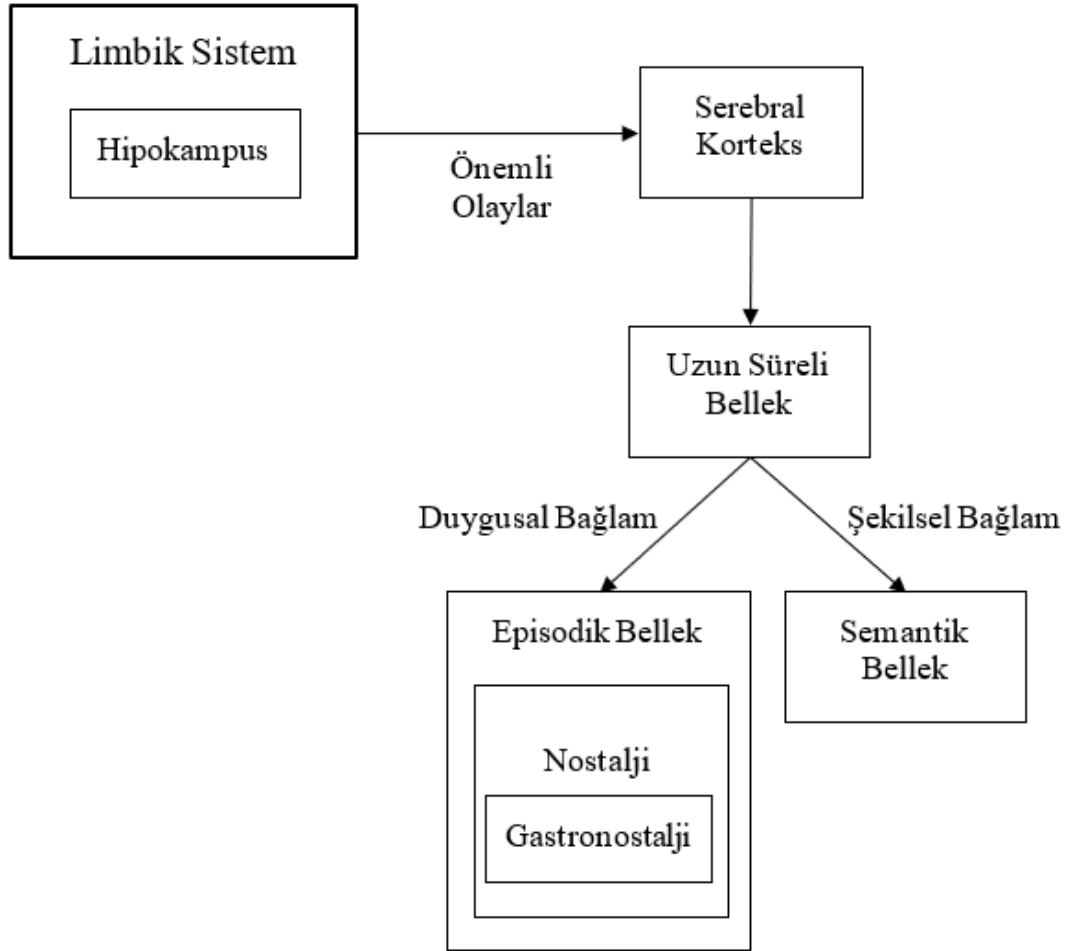 Limbik Sistem
Hipokampus
Önemli
Olaylar
Serebral
Korteks
Uzun Süreli
Bellek
Duygusal Bağlam
Şekilsel Bağlam
Episodik Bellek
Nostalji
Gastronostalji
Semantik
Bellek